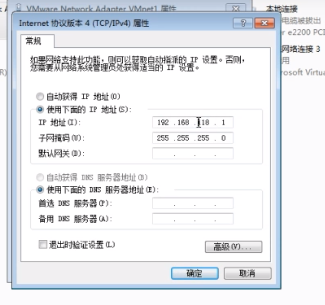 VMware Network Adapter VMnet1 属性
本地连接
电缆被拔出
r e2200 PCI
网络连接 3
用
rosoft Virtua
Internet 协议版本 4 (TCP/IPv4) 属性
常规
如果网络支持此功能，则可以获取自动指派的 IP 设置。否则，
您需要从网络系统管理员处获得适当的 IP 设置。
自动获得 IP 地址(O)
使用下面的 IP 地址(S):
IP 地址(I): 192 .168 . 18 . 1
子网掩码(U): 255 .255 .255 . 0
默认网关(D): . . .
自动获得 DNS 服务器地址(B)
使用下面的 DNS 服务器地址(E):
首选 DNS 服务器(P): . . .
备用 DNS 服务器(A): . . .
退出时验证设置(L)
高级(V)...
确定 取消